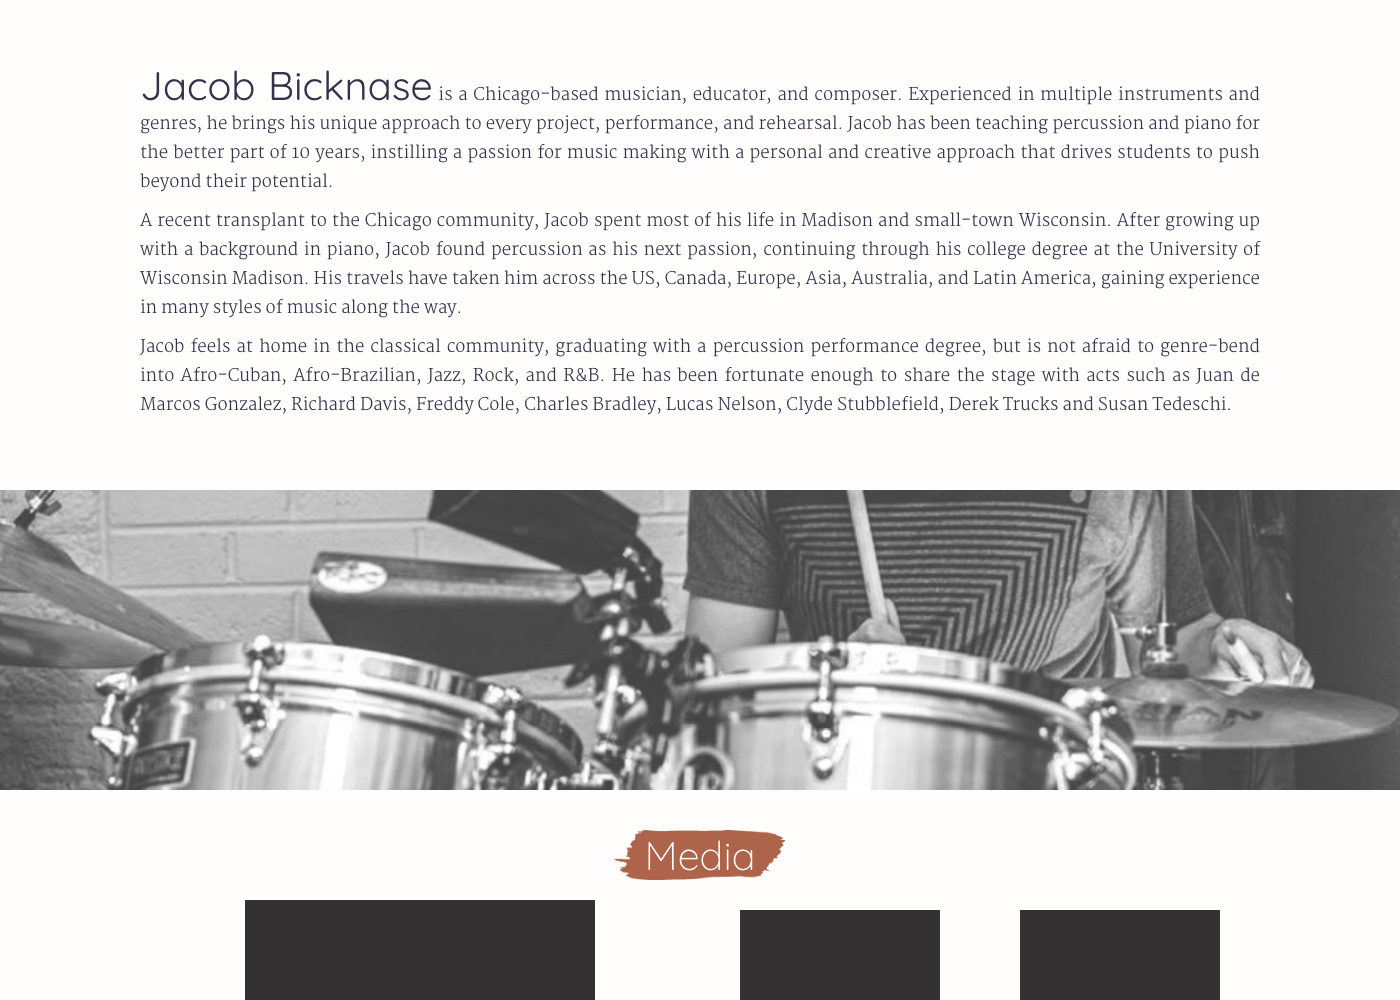 Jacob Bicknase is a Chicago-based musician, educator, and composer. Experienced in multiple instruments and
genres, he brings his unique approach to every project, performance, and rehearsal. Jacob has been teaching percussion and piano for
the better part of 10 years, instilling a passion for music making with a personal and creative approach that drives students to push
beyond their potential.
A recent transplant to the Chicago community, Jacob spent most of his life in Madison and small-town Wisconsin. After growing up
with a background in piano, Jacob found percussion as his next passion, continuing through his college degree at the University of
Wisconsin Madison. His travels have taken him across the US, Canada, Europe, Asia, Australia, and Latin America, gaining experience
in many styles of music along the way.
Jacob feels at home in the classical community, graduating with a percussion performance degree, but is not afraid to genre-bend
into Afro-Cuban, Afro-Brazilian, Jazz, Rock, and R&B. He has been fortunate enough to share the stage with acts such as Juan de
Marcos Gonzalez, Richard Davis, Freddy Cole, Charles Bradley, Lucas Nelson, Clyde Stubblefield, Derek Trucks and Susan Tedeschi.
Media